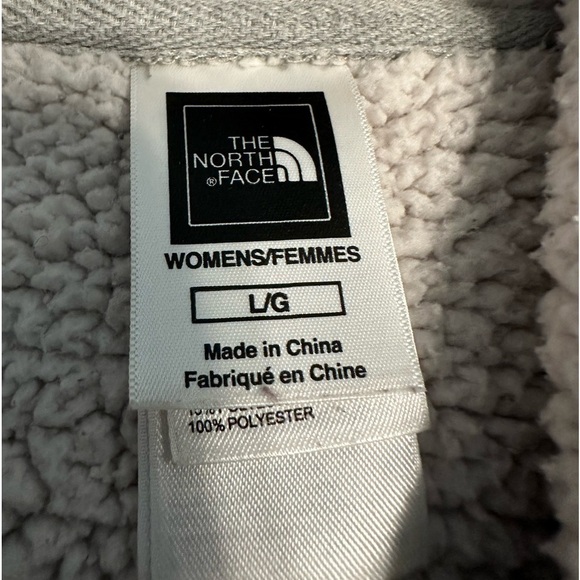 THE
NORTH
®FACE
WOMENS/FEMMES
L/G
Made in China
Fabriqué en Chine
100% POLYESTER